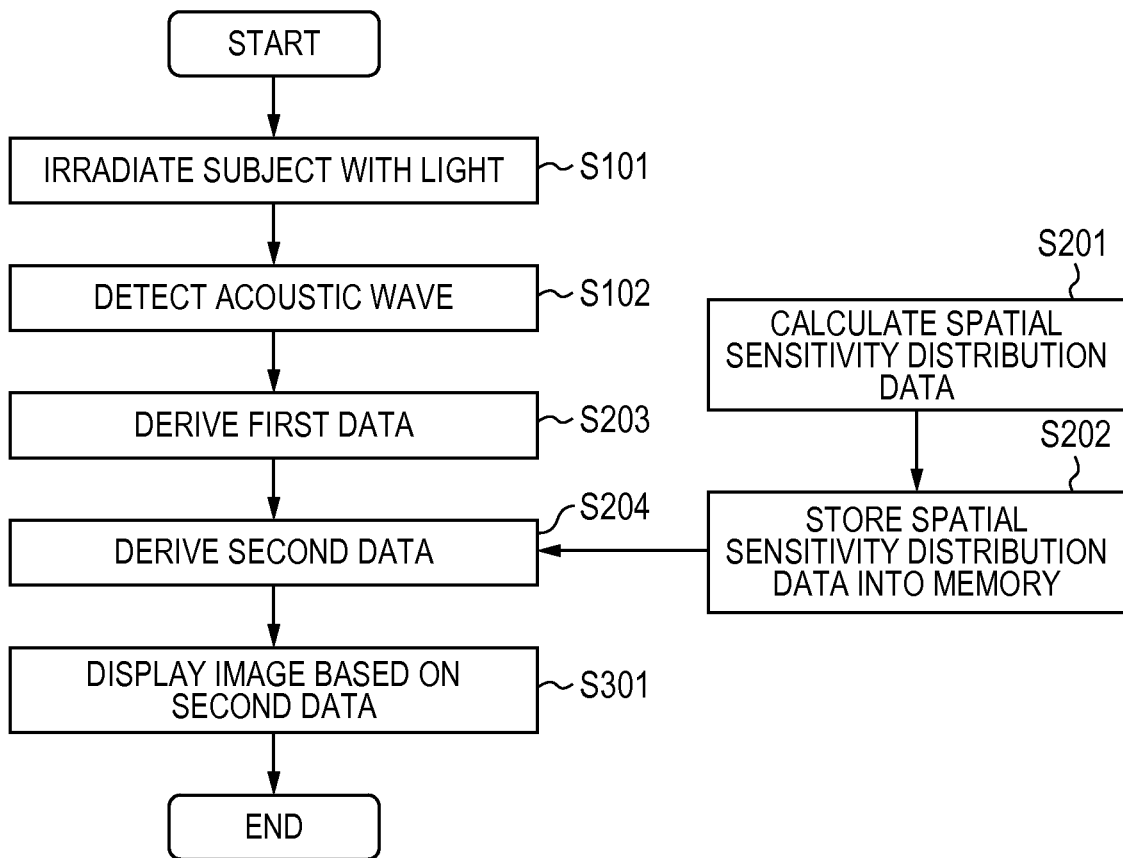 START
IRRADIATE SUBJECT WITH LIGHT
S101
DETECT ACOUSTIC WAVE
S102
DERIVE FIRST DATA
S203
DERIVE SECOND DATA
S204
DISPLAY IMAGE BASED ON
SECOND DATA
S301
END
S201
CALCULATE SPATIAL
SENSITIVITY DISTRIBUTION
DATA
S202
STORE SPATIAL
SENSITIVITY DISTRIBUTION
DATA INTO MEMORY